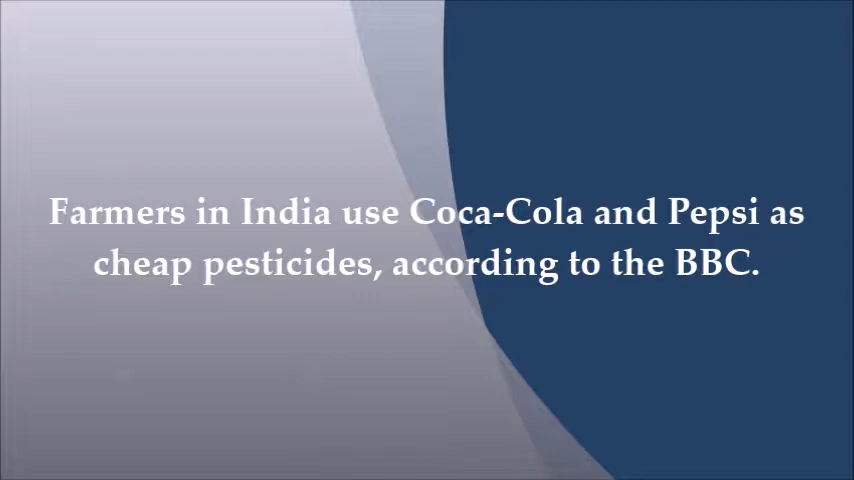 Farmers in India use Coca-Cola and Pepsi as
cheap pesticides, according to the BBC.